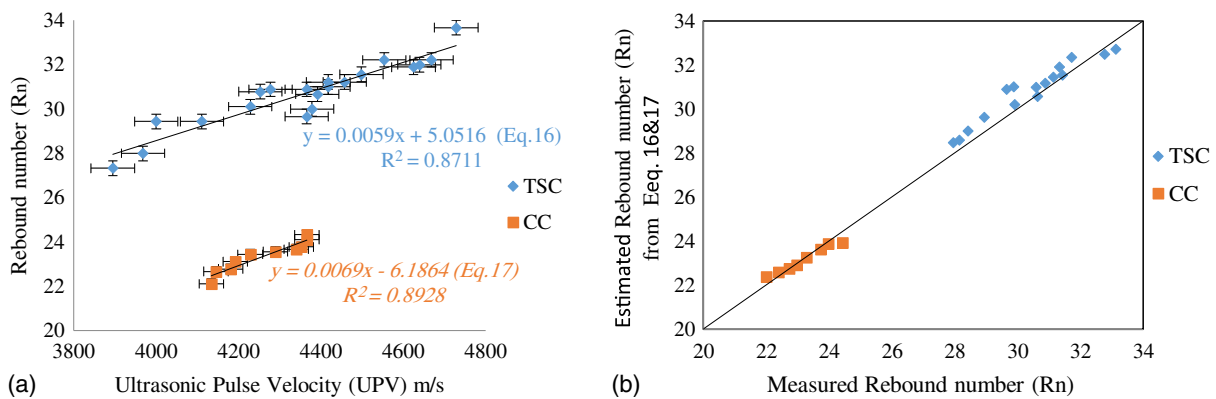 34
32
30
28
26
24
22
20
Rebound number (Rn)
y = 0.0059x + 5.0516 (Eq.16)
R² = 0.8711
TSC
CC
y = 0.0069x - 6.1864 (Eq.17)
R² = 0.8928
3800 4000 4200 4400 4600 4800
(a) Ultrasonic Pulse Velocity (UPV) m/s
34
32
30
28
26
24
22
20
Estimated Rebound number (Rn)
from Eeq. 16&17
TSC
CC
20 22 24 26 28 30 32 34
(b) Measured Rebound number (Rn)